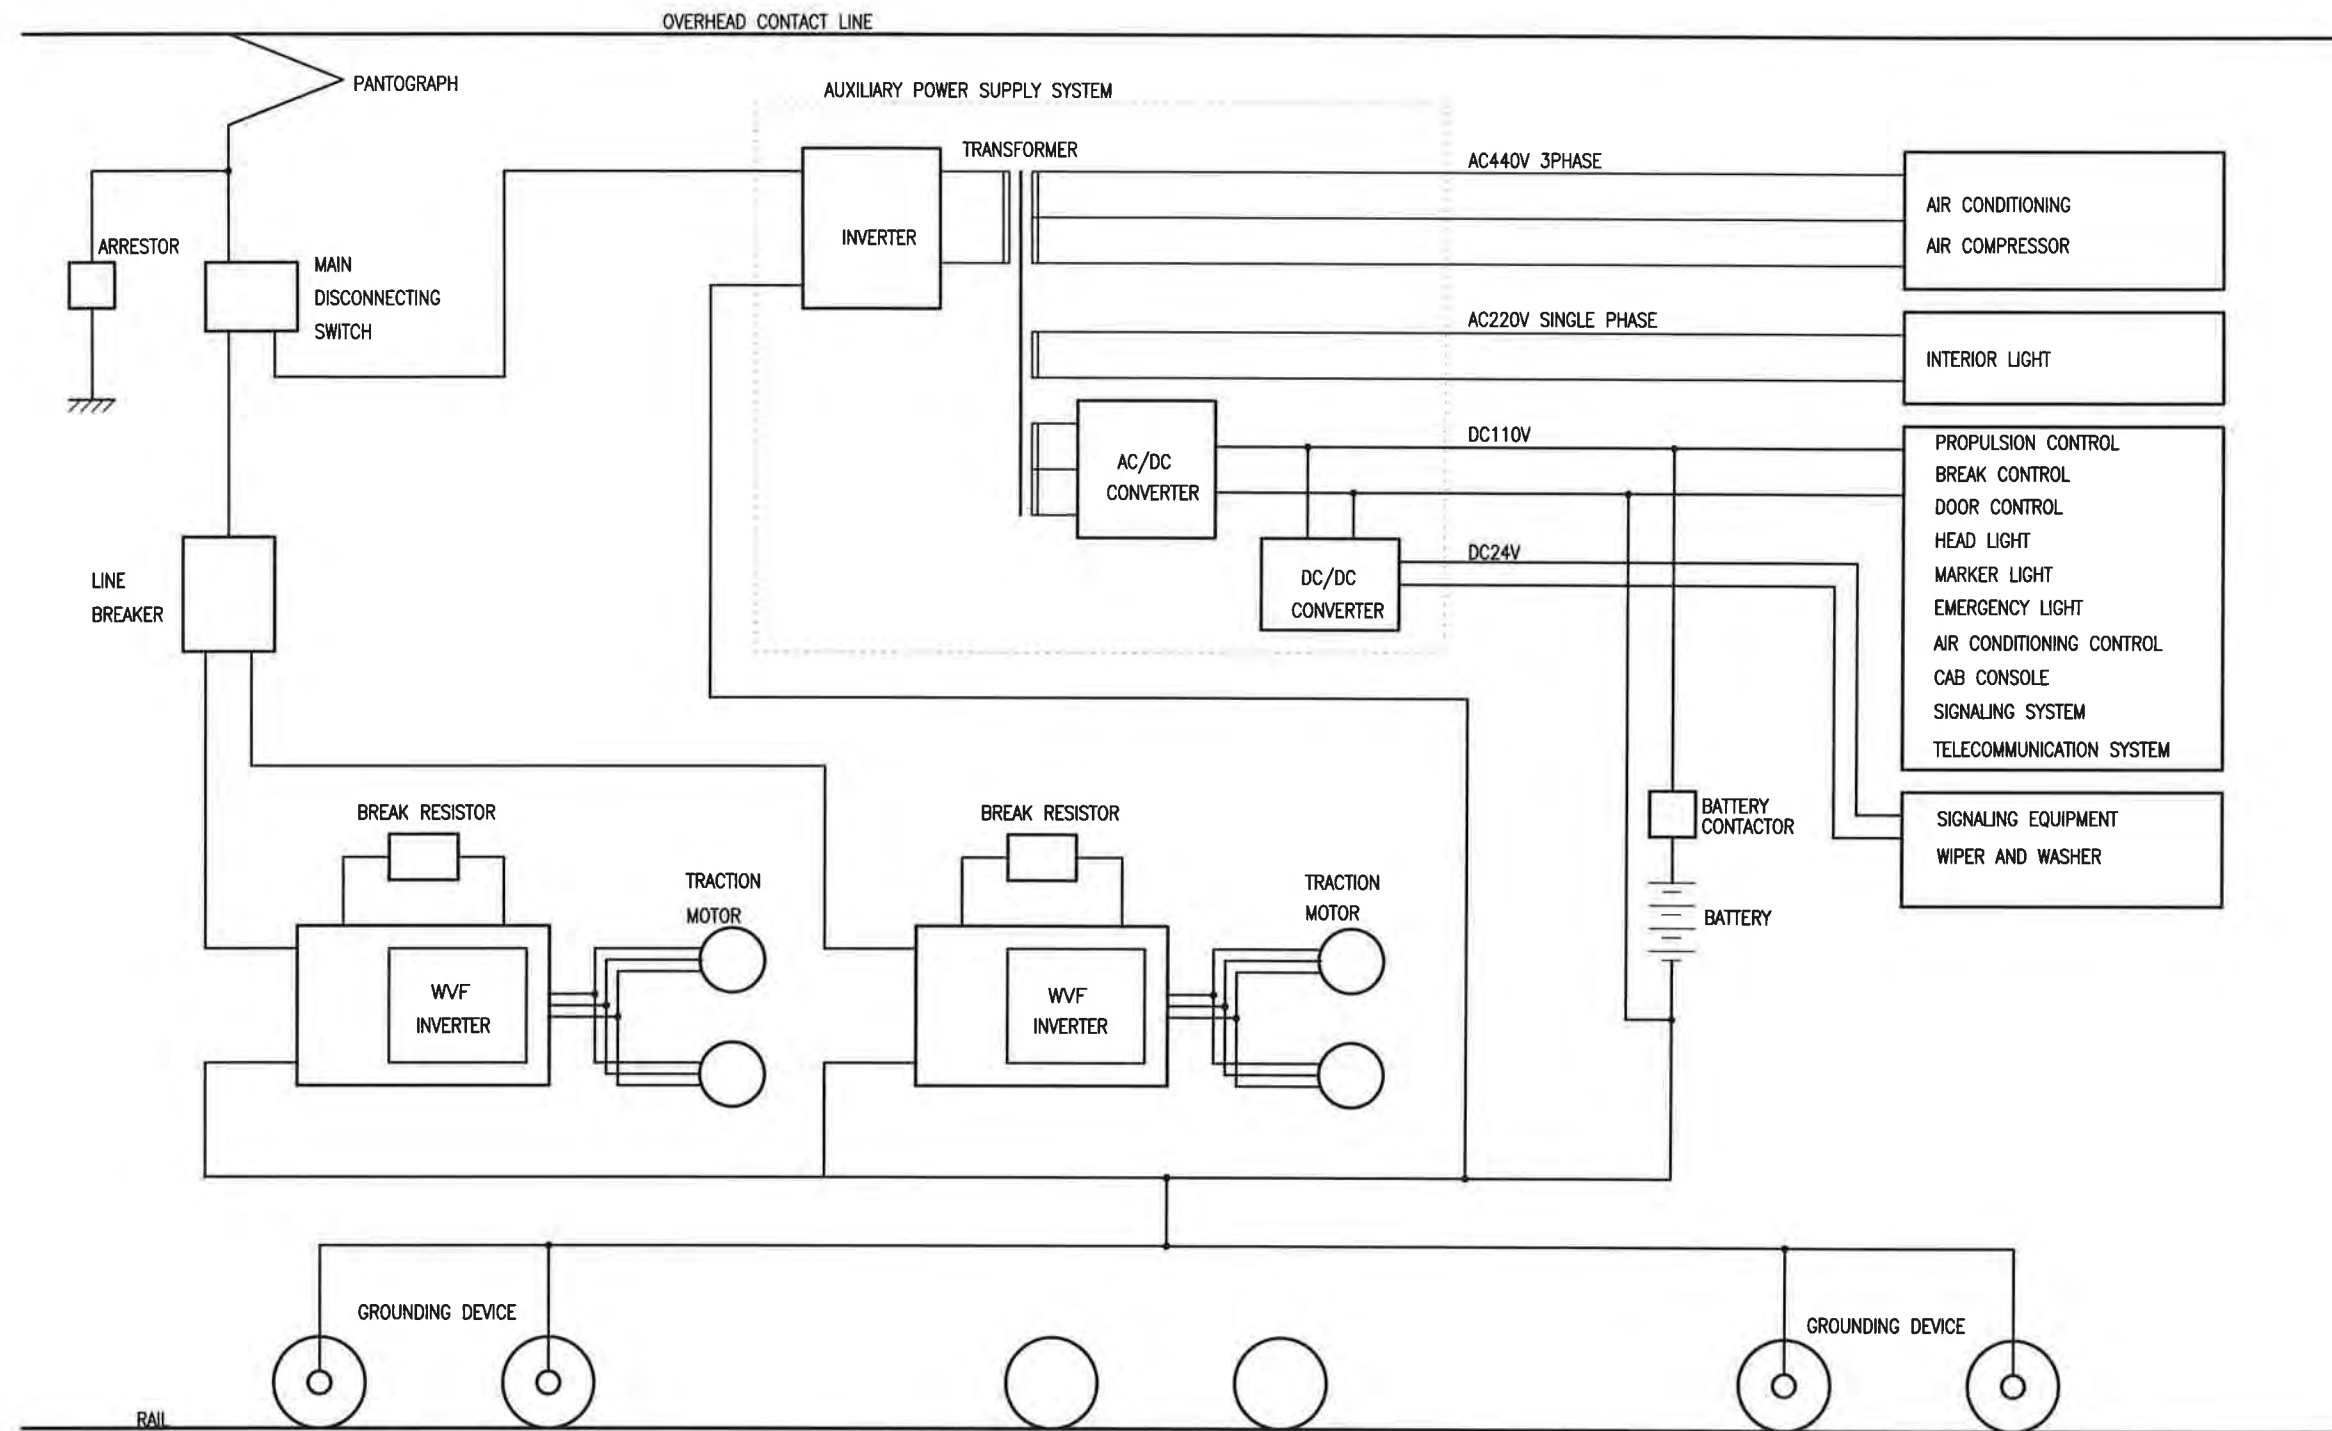 OVERHEAD CONTACT LINE
PANTOGRAPH
AUXILIARY POWER SUPPLY SYSTEM
TRANSFORMER
AC440V 3PHASE
AIR CONDITIONING
AIR COMPRESSOR
INVERTER
ARRESTOR
MAIN
DISCONNECTING
SWITCH
AC220V SINGLE PHASE
INTERIOR LIGHT
DC110V
AC/DC
CONVERTER
PROPULSION CONTROL
BREAK CONTROL
DOOR CONTROL
HEAD LIGHT
MARKER LIGHT
EMERGENCY LIGHT
AIR CONDITIONING CONTROL
CAB CONSOLE
SIGNALING SYSTEM
TELECOMMUNICATION SYSTEM
DC24V
DC/DC
CONVERTER
LINE
BREAKER
BATTERY
CONTACTOR
SIGNALING EQUIPMENT
WIPER AND WASHER
BATTERY
BREAK RESISTOR
TRACTION
MOTOR
VVVF
INVERTER
BREAK RESISTOR
TRACTION
MOTOR
VVVF
INVERTER
GROUNDING DEVICE
GROUNDING DEVICE
RAIL